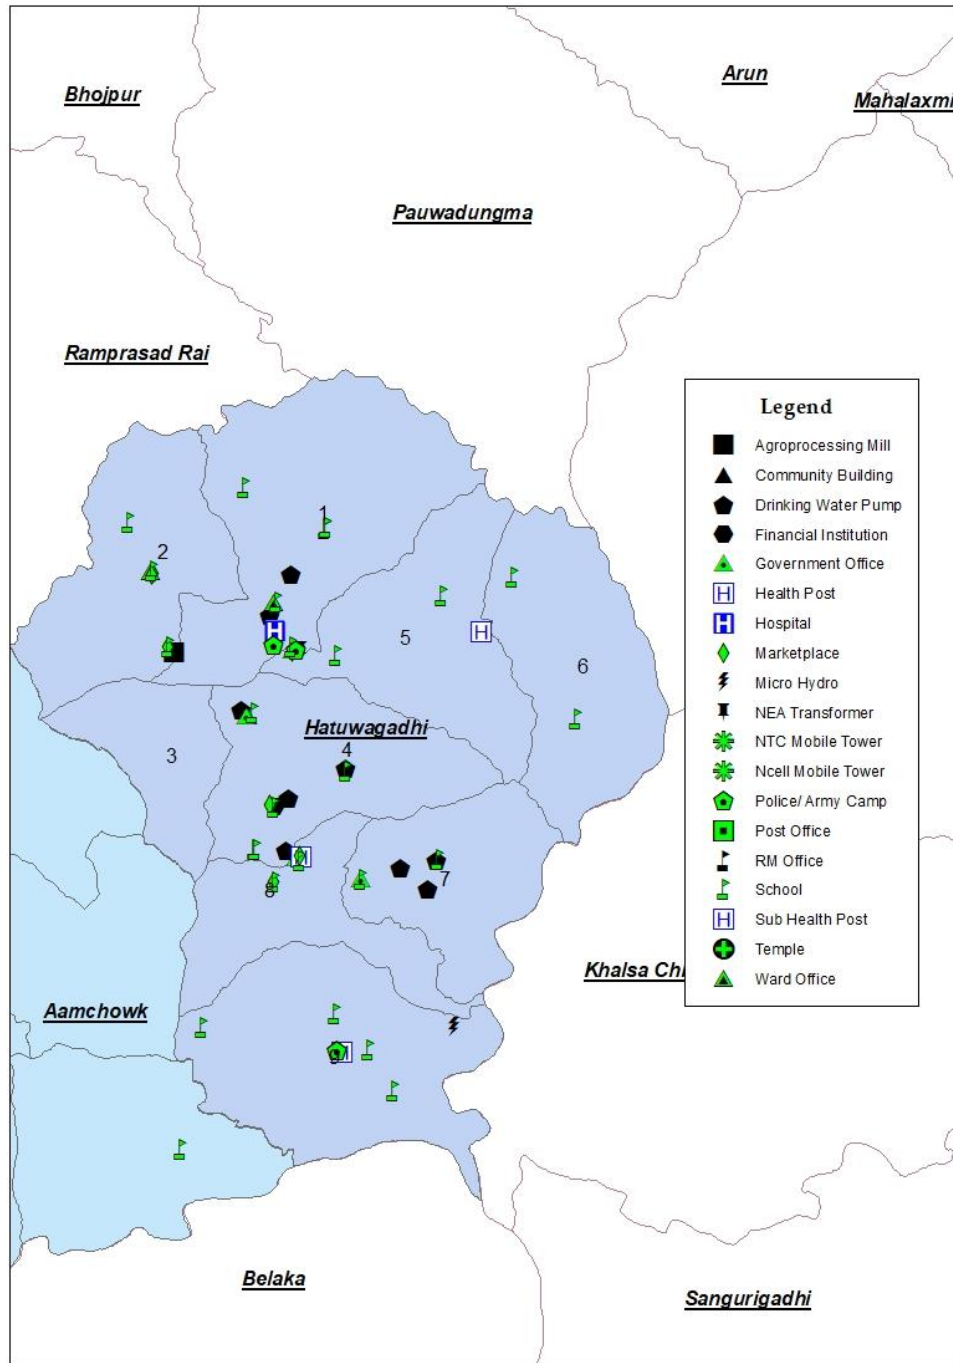 Arun
Bhojpur
Mahalaxmi
Pauwadungma
Ramprasad Rai
Legend
Agroprocessing Mill
Community Building
Drinking Water Pump
Financial Institution
Government Office
H Health Post
H Hospital
Marketplace
Micro Hydro
NEA Transformer
NTC Mobile Tower
Ncell Mobile Tower
Police/ Army Camp
Post Office
RM Office
School
H Sub Health Post
Temple
Ward Office
1
2
H
H
5
6
Hatuwagadhi
3
4
H
7
8
Khalsa Ch
Aamchowk
9
Belaka
Sangurigadhi